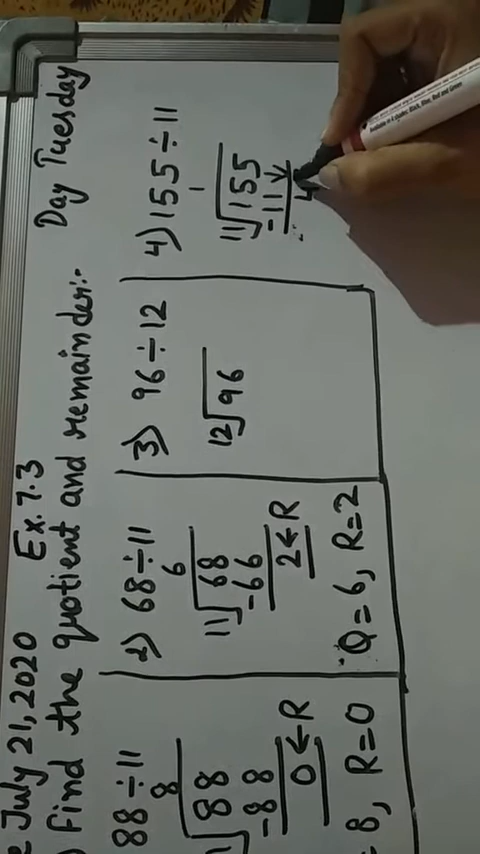 July 21, 2020 Ex. 7.3 Day Tuesday
Find the quotient and remainder:-
88÷11
8
88
-88
0←R
8, R=0
2) 68÷11
6
11√68
-66
2←R
Q=6, R=2
3) 96÷12
12√96
4) 155÷11
1
11√155
-11↓
4